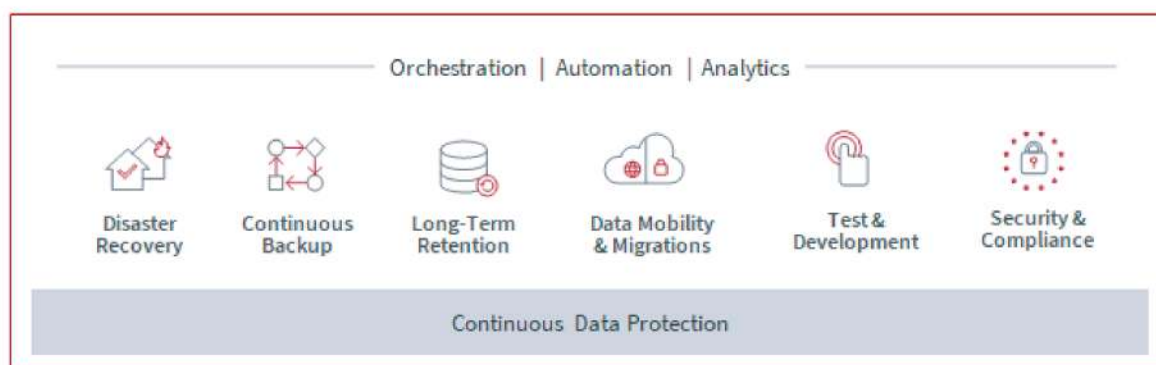 Orchestration | Automation | Analytics
Disaster
Recovery
Continuous
Backup
Long-Term
Retention
Data Mobility
& Migrations
Test &
Development
Security &
Compliance
Continuous Data Protection